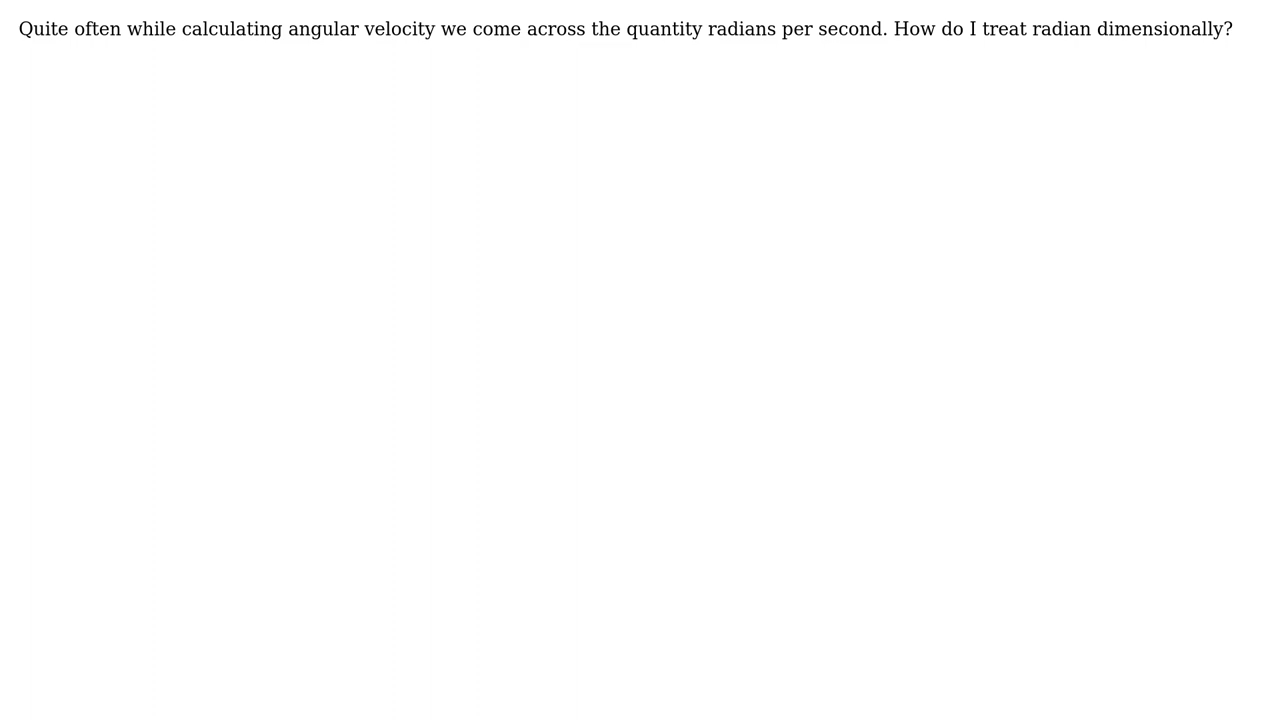 Quite often while calculating angular velocity we come across the quantity radians per second. How do I treat radian dimensionally?